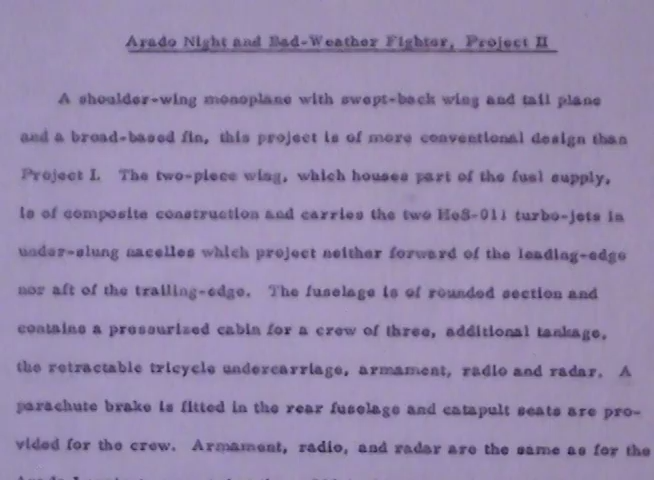 Arado Night and Bad-Weather Fighter, Project II
A shoulder-wing monoplane with swept-back wing and tail plane
and a broad-based fin, this project is of more conventional design than
Project I. The two-piece wing, which houses part of the fuel supply,
is of composite construction and carries the two HeS-011 turbo-jets in
under-slung nacelles which project neither forward of the leading-edge
nor aft of the trailing-edge. The fuselage is of rounded section and
contains a pressurized cabin for a crew of three, additional tankage,
the retractable tricycle undercarriage, armament, radio and radar. A
parachute brake is fitted in the rear fuselage and catapult seats are pro-
vided for the crew. Armament, radio, and radar are the same as for the